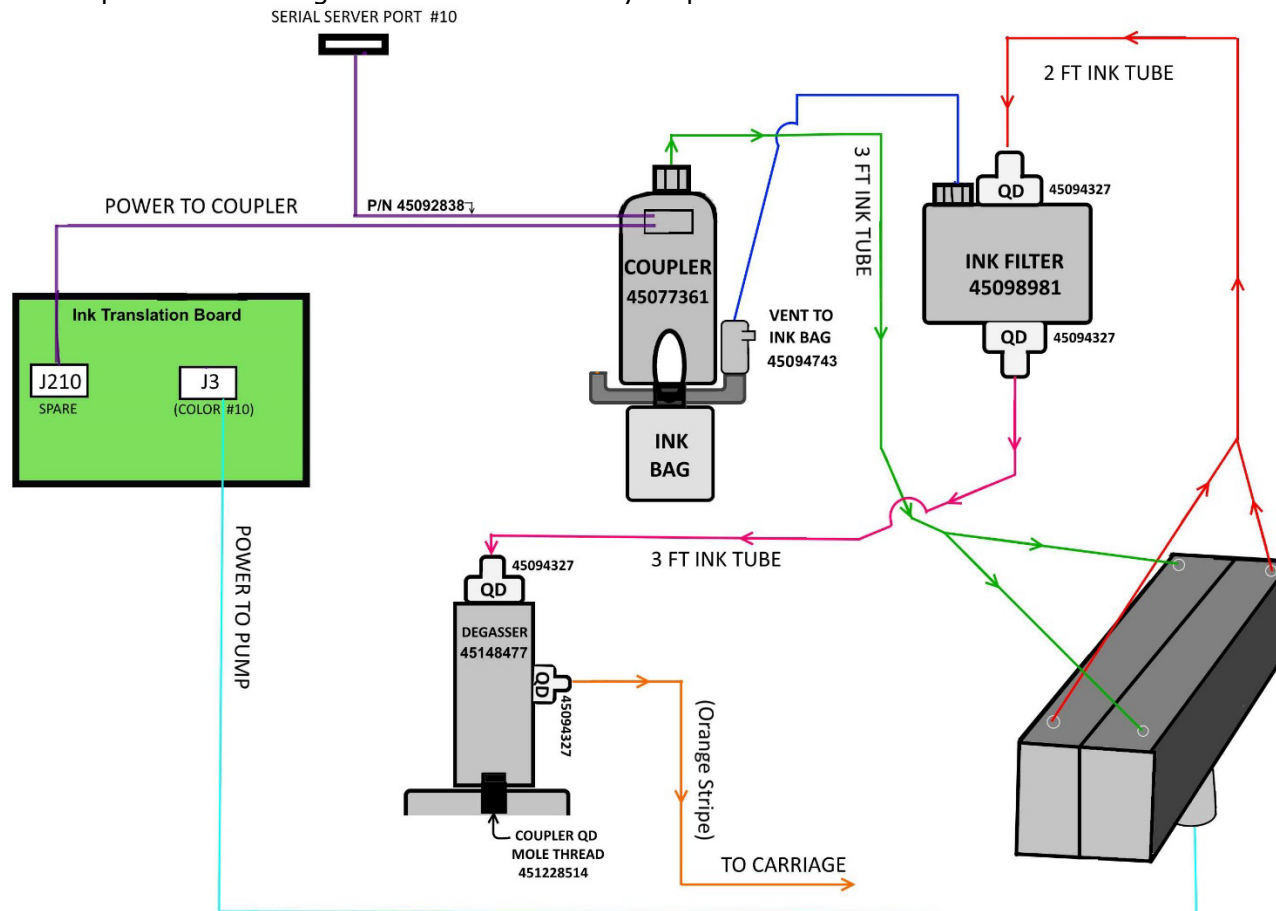 SERIAL SERVER PORT #10
2 FT INK TUBE
3 FT INK TUBE
QD
45094327
POWER TO COUPLER
P/N 45092838
COUPLER
45077361
INK FILTER
45098981
Ink Translation Board
VENT TO
INK BAG
45094743
QD
45094327
J210
SPARE
J3
(COLOR #10)
INK
BAG
POWER TO PUMP
3 FT INK TUBE
45094327
QD
DEGASSER
45148477
QD
45094327
(Orange Stripe)
COUPLER QD
MOLE THREAD
451228514
TO CARRIAGE